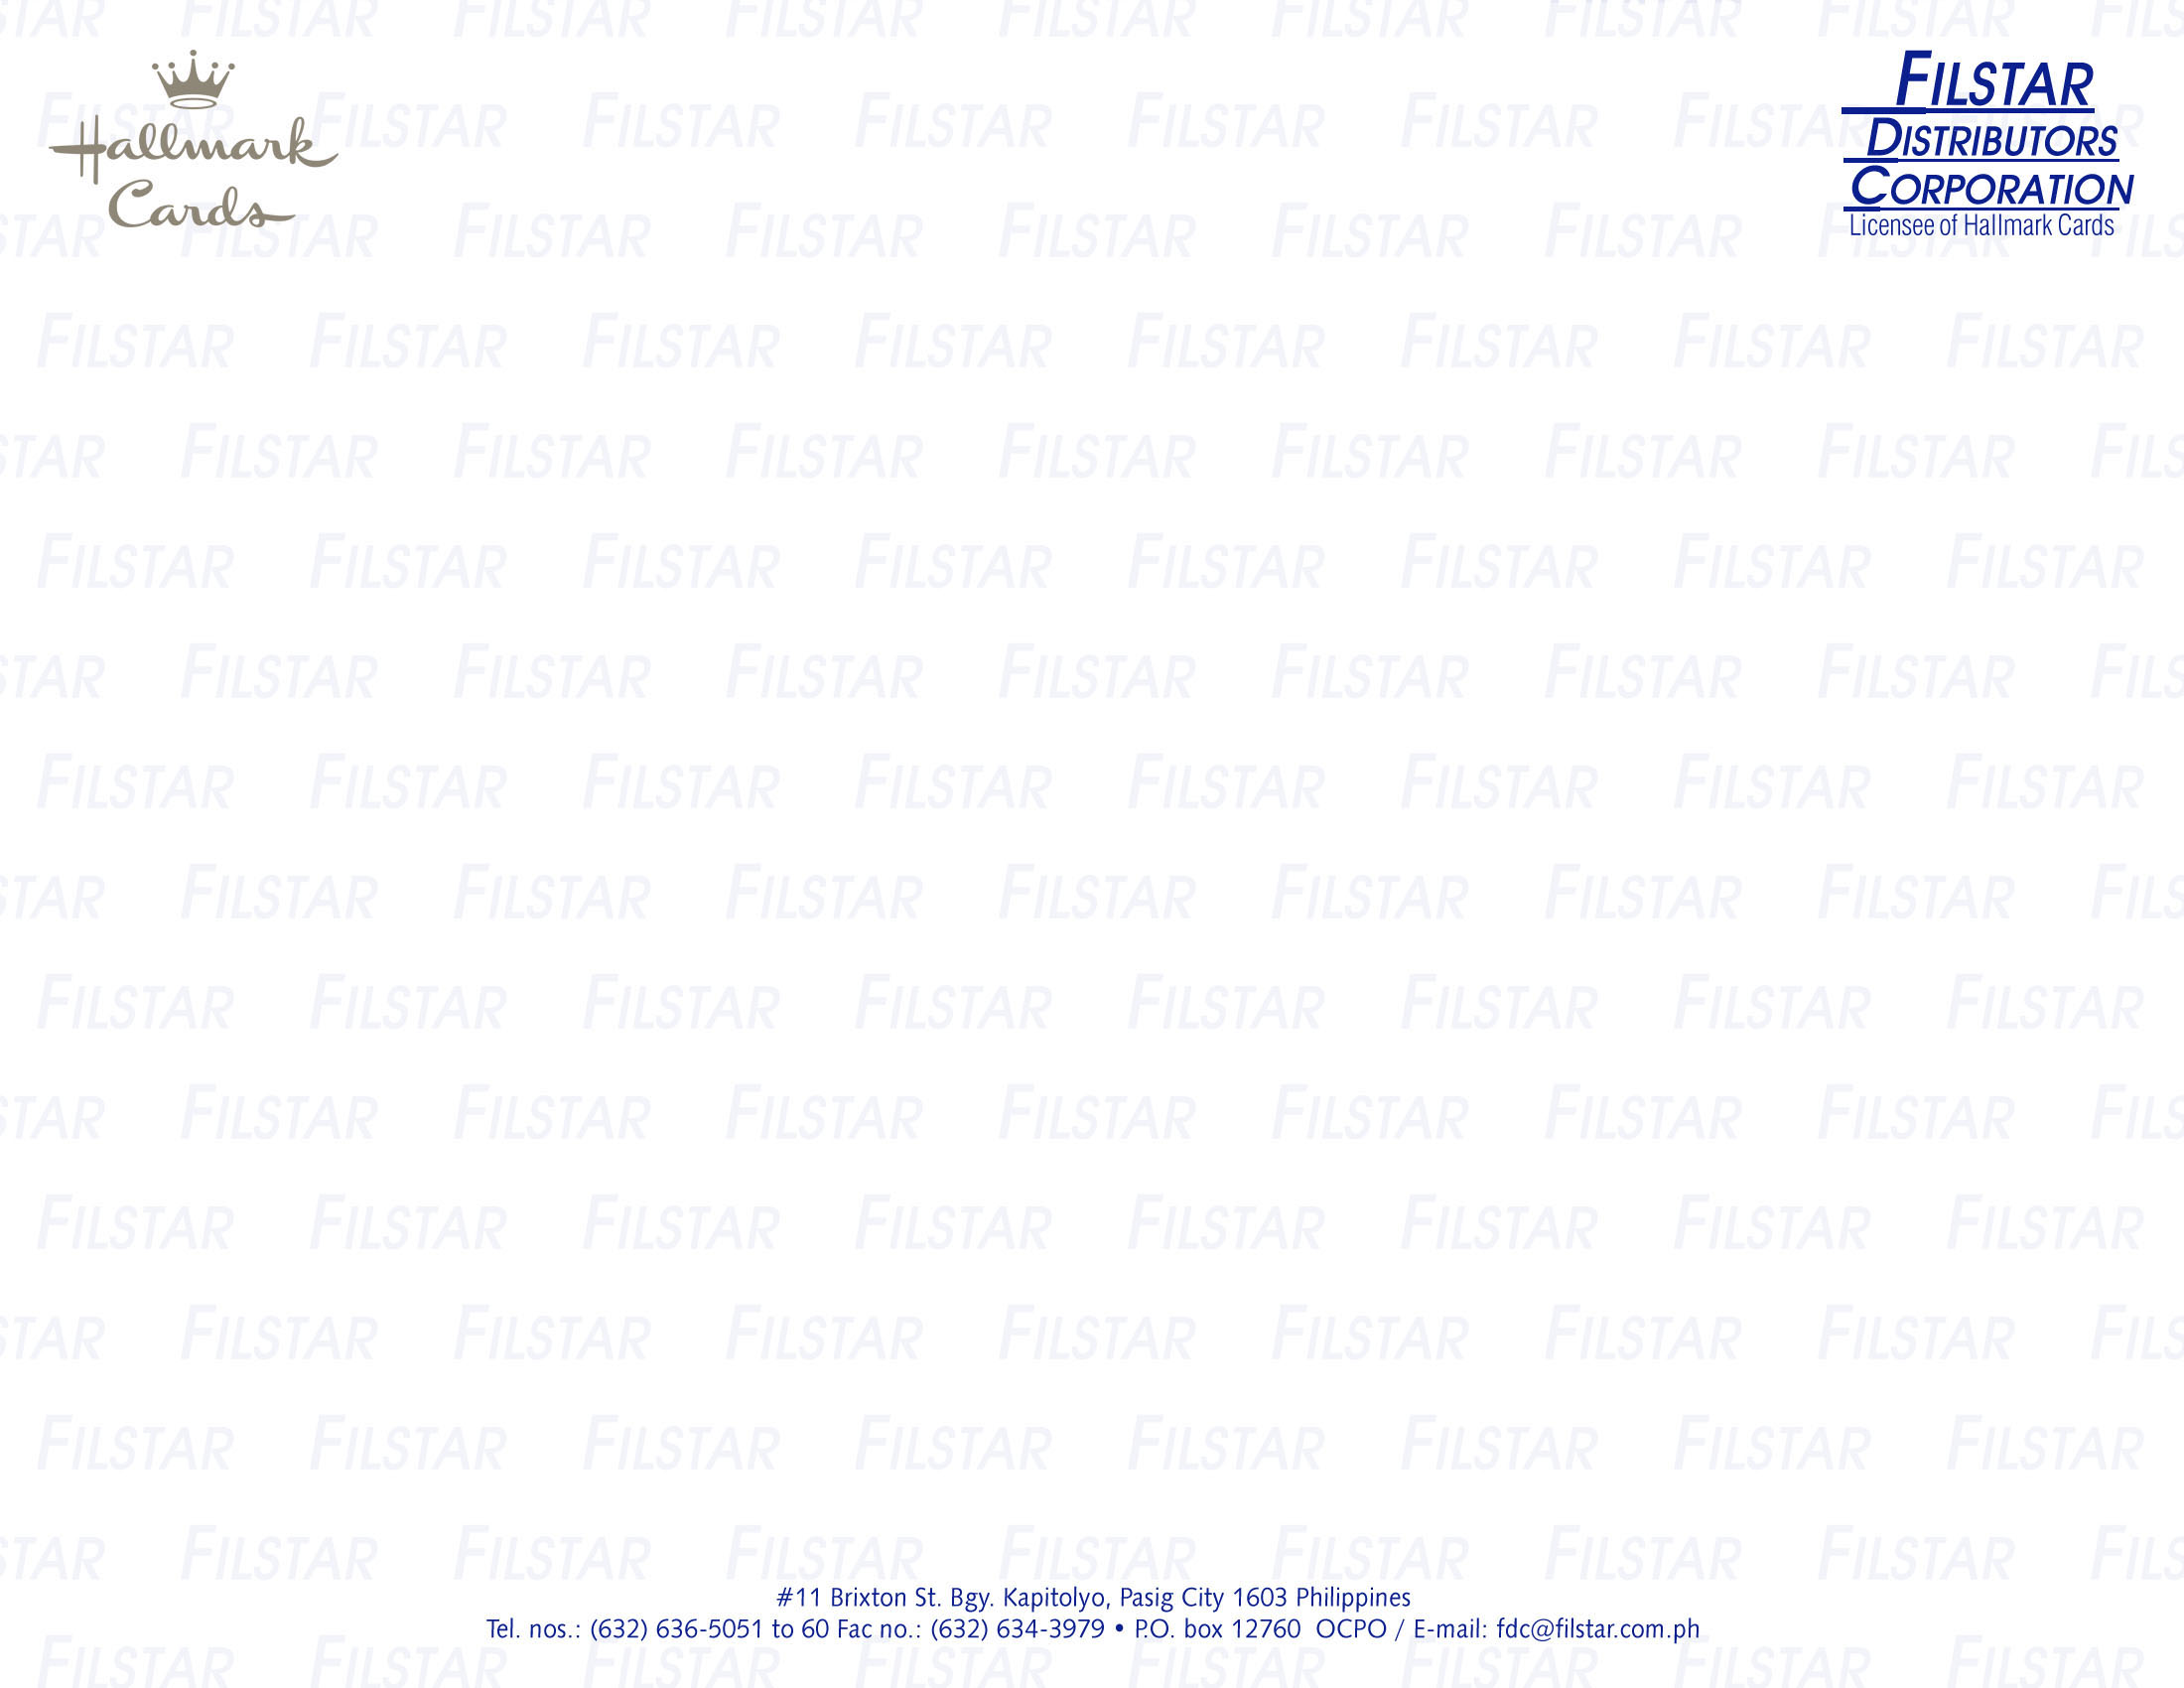 Hallmark
Cards
FILSTAR
DISTRIBUTORS
CORPORATION
Licensee of Hallmark Cards
#11 Brixton St. Bgy. Kapitolyo, Pasig City 1603 Philippines
Tel. nos.: (632) 636-5051 to 60 Fac no.: (632) 634-3979 • P.O. box 12760 OCPO / E-mail: fdc@filstar.com.ph